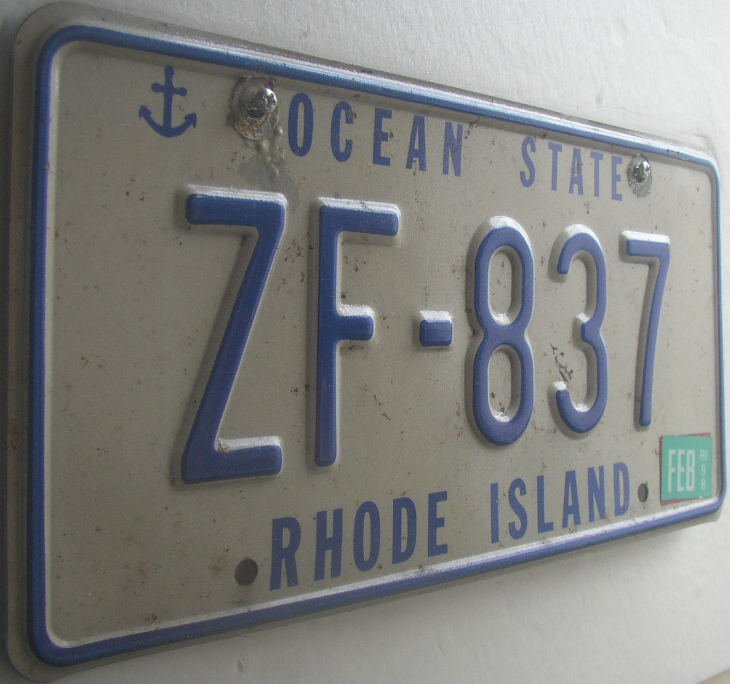 OCEAN STATE
ZF-837
FEB
RHODE ISLAND